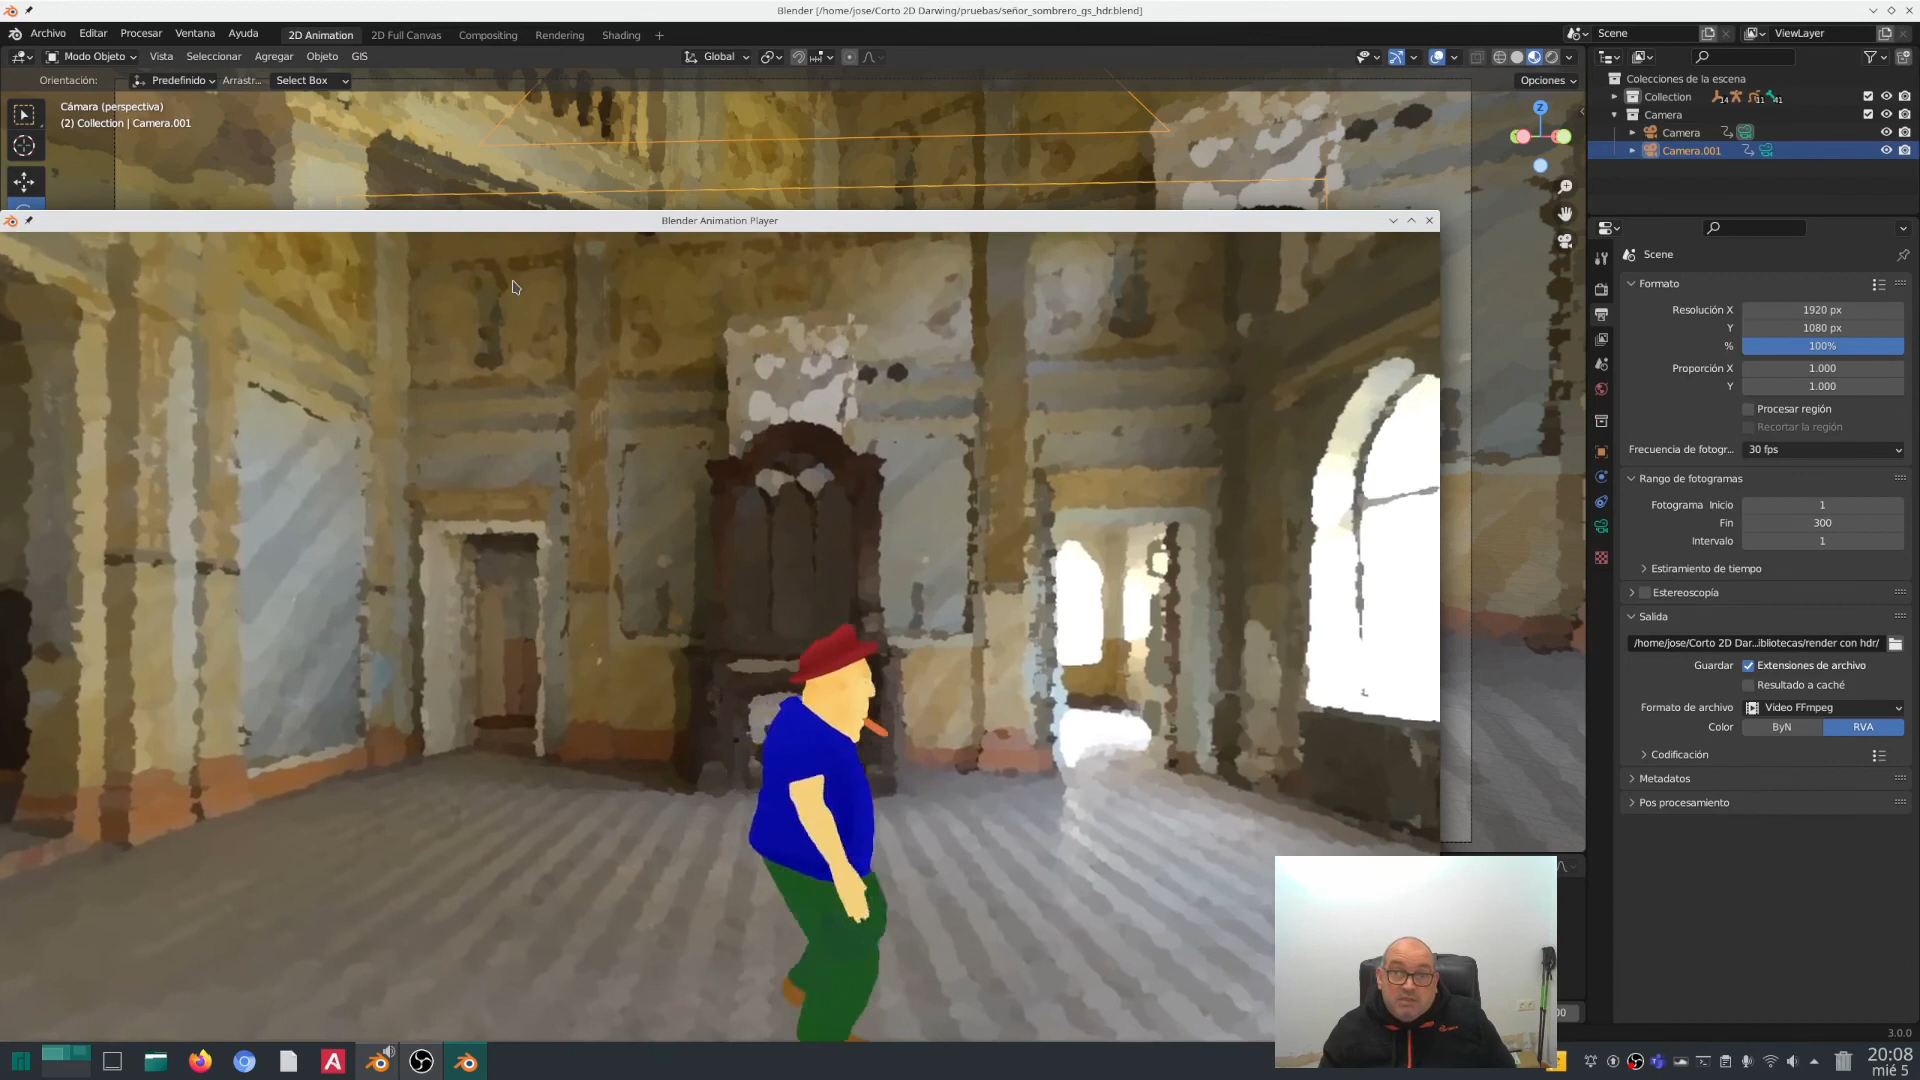 Blender [/home/jose/Corto 2D Darwing/pruebas/señor_sombrero_gs_hdr.blend]
Archivo Editar Procesar Ventana Ayuda 2D Animation 2D Full Canvas Compositing Rendering Shading + Scene ViewLayer
Modo Objeto Vista Seleccionar Agregar Objeto GIS Global
Orientación: Predefinido Arrastr... Select Box Opciones
Cámara (perspectiva)
(2) Collection | Camera.001
Z
Colecciones de la escena
Collection 14 11 41
Camera
Camera
Camera.001
Blender Animation Player
Scene
Formato
Resolución X 1920 px
Y 1080 px
% 100%
Proporción X 1.000
Y 1.000
Procesar región
Recortar la región
Frecuencia de fotogr... 30 fps
Rango de fotogramas
Fotograma Inicio 1
Fin 300
Intervalo 1
Estiramiento de tiempo
Estereoscopía
Salida
/home/jose/Corto 2D Dar...ibliotecas/render con hdr/
Guardar Extensiones de archivo
Resultado a caché
Formato de archivo Video FFmpeg
Color ByN RVA
Codificación
Metadatos
Pos procesamiento
3.0.0
20:08
mié 5